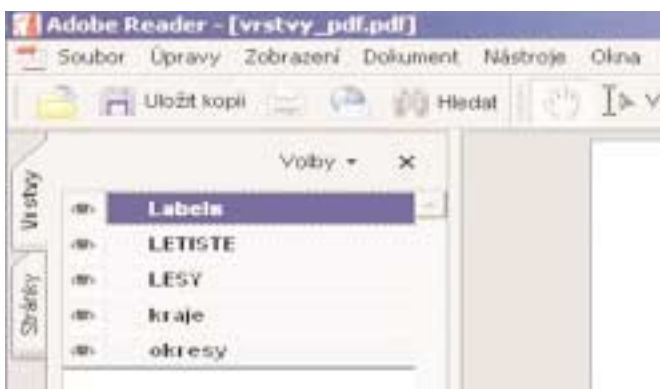 Adobe Reader - [vrstvy_pdf.pdf]
Soubor Úpravy Zobrazení Dokument Nástroje Okna
Uložit kopii Hledat V
Volby
Vrstvy
Labels
LETISTE
LESY
Stránky
kraje
okresy